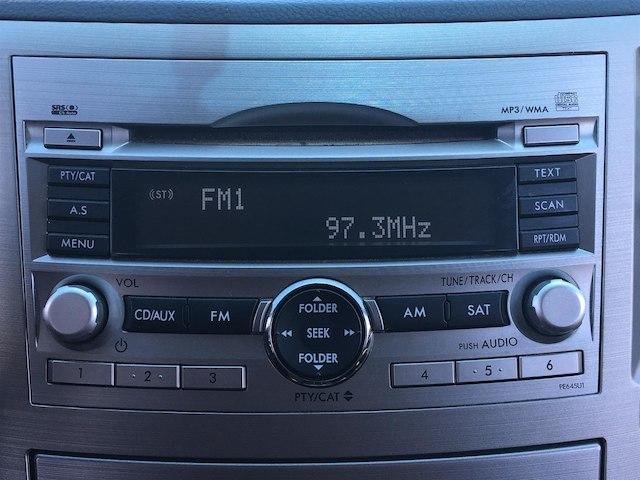 SRS
MP3/WMA
PTY/CAT
A.S
MENU
(ST) FM1
97.3MHz
TEXT
SCAN
RPT/RDM
VOL
TUNE/TRACK/CH
CD/AUX
FM
FOLDER
SEEK
FOLDER
AM
SAT
PUSH AUDIO
1
2
3
4
5
6
PTY/CAT
PE645U1